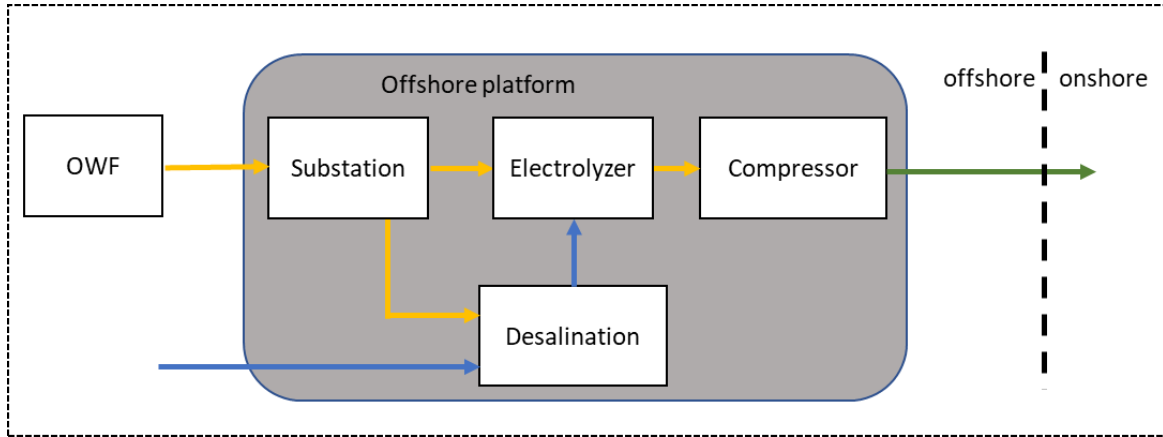 Offshore platform
offshore
onshore
OWF
Substation
Electrolyzer
Compressor
Desalination